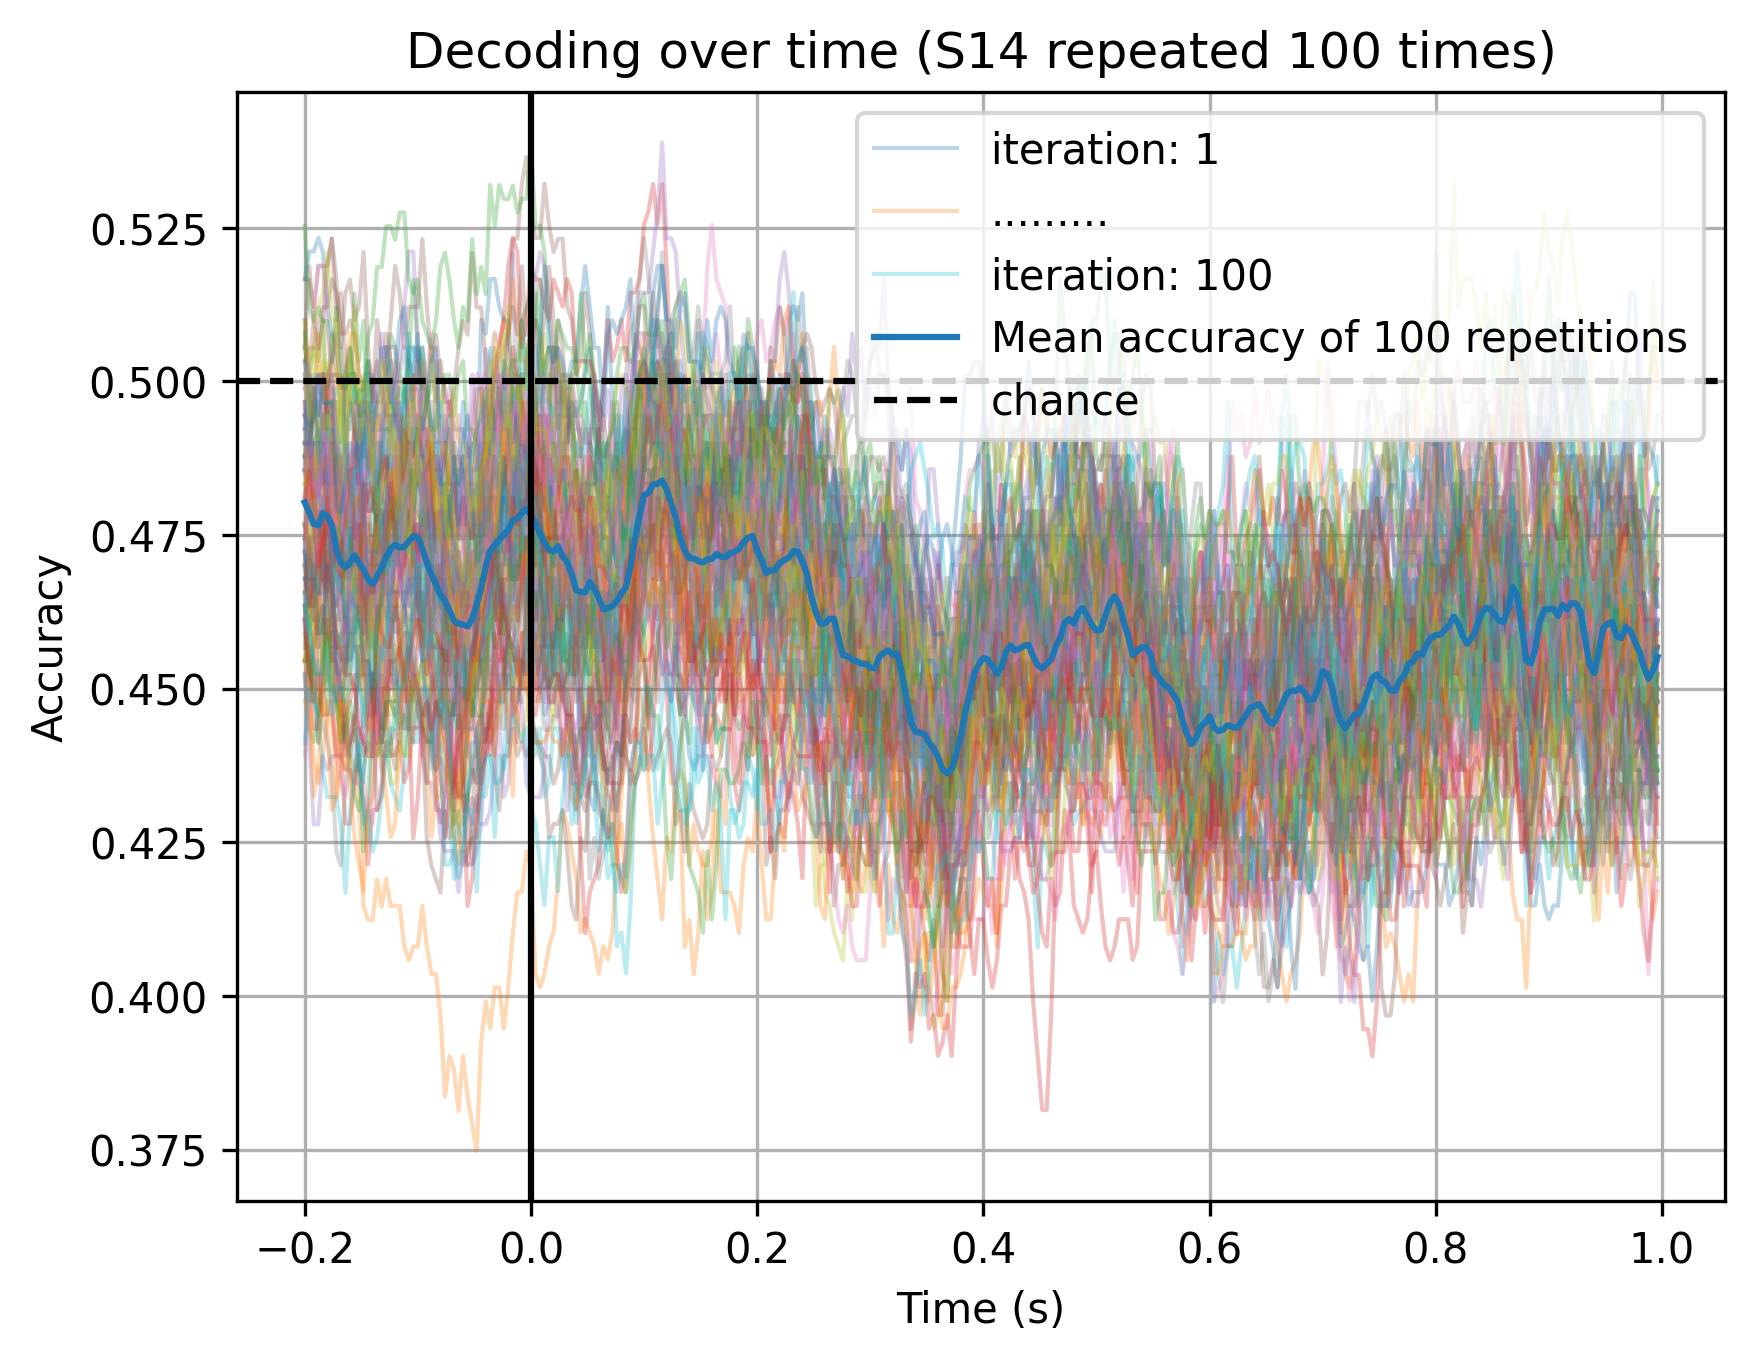 Decoding over time (S14 repeated 100 times)
iteration: 1
.........
iteration: 100
Mean accuracy of 100 repetitions
chance
0.525
0.500
0.475
0.450
0.425
0.400
0.375
Accuracy
−0.2 0.0 0.2 0.4 0.6 0.8 1.0
Time (s)